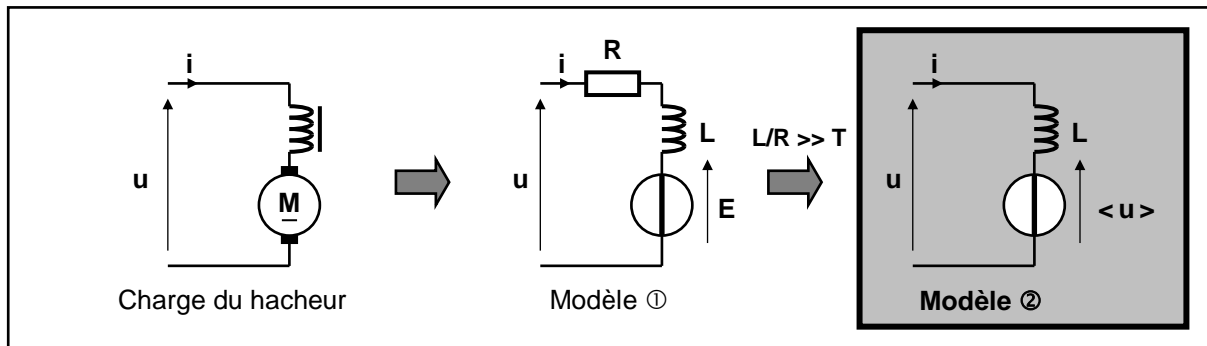 i
u
M
Charge du hacheur
R
i
L
u
E
Modèle ①
L/R >> T
i
L
u
< u >
Modèle ②